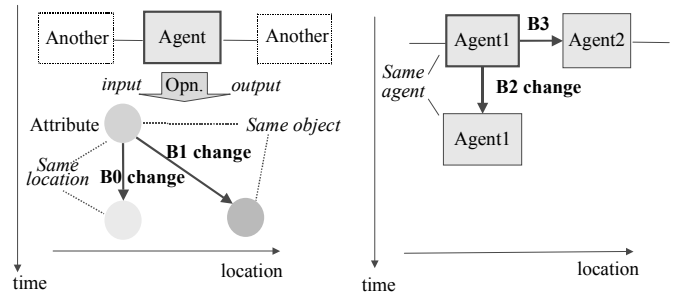 Another Agent Another
input Opn. output
Attribute
Same object
B1 change
Same
location
B0 change
location
time
B3
Agent1 Agent2
Same
agent
B2 change
Agent1
location
time